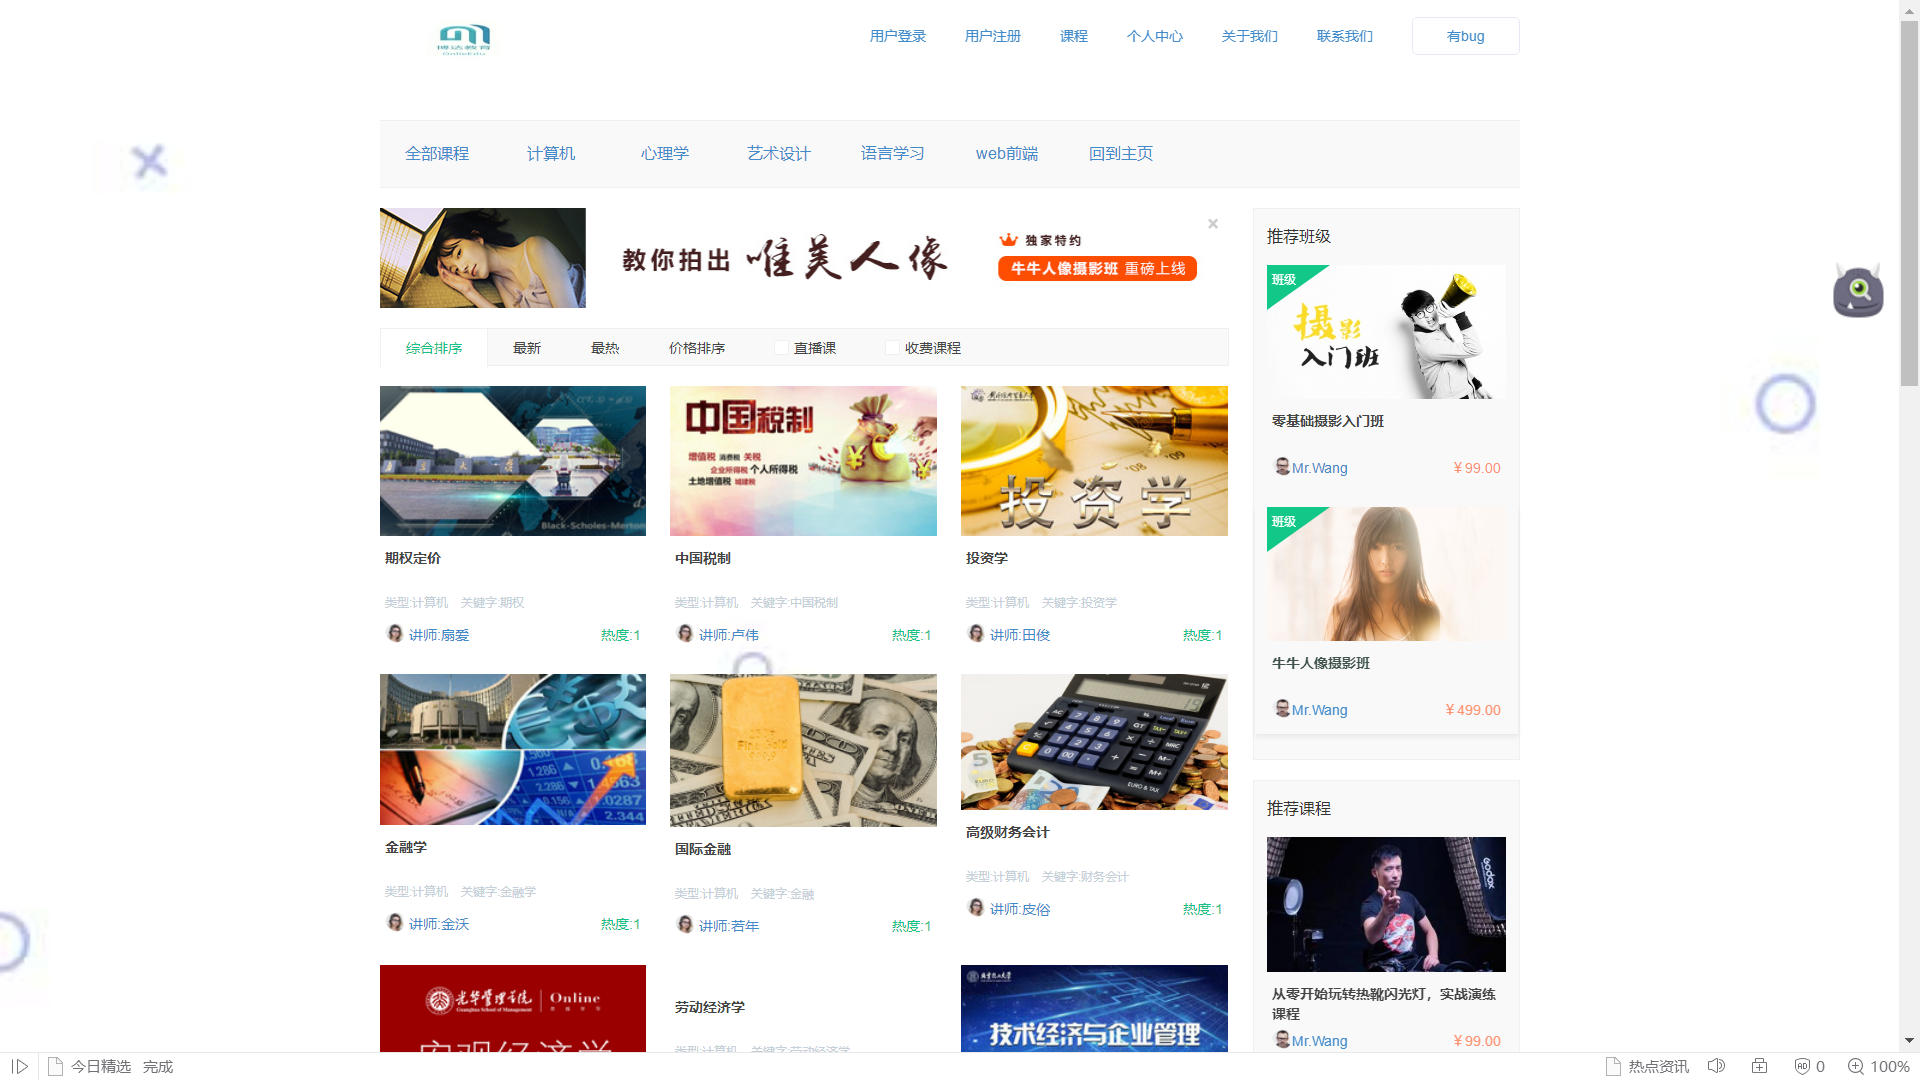 博达教育
OnlineEdu
用户登录 用户注册 课程 个人中心 关于我们 联系我们 有bug
全部课程 计算机 心理学 艺术设计 语言学习 web前端 回到主页
教你拍出 唯美人像
独家特约
牛牛人像摄影班 重磅上线
×
综合排序 最新 最热 价格排序 直播课 收费课程
Black-Scholes-Merton
期权定价
类型:计算机 关键字:期权
讲师:扇爱 热度:1
中国税制
增值税 消费税 关税
企业所得税 个人所得税
土地增值税 城建税
中国税制
类型:计算机 关键字:中国税制
讲师:卢伟 热度:1
投资学
投资学
类型:计算机 关键字:投资学
讲师:田俊 热度:1
金融学
类型:计算机 关键字:金融学
讲师:金沃 热度:1
国际金融
类型:计算机 关键字:金融
讲师:若年 热度:1
EURO & TAX
高级财务会计
类型:计算机 关键字:财务会计
讲师:皮俗 热度:1
光华管理学院 Online
Guanghua School of Management
宏观经济学
劳动经济学
类型:计算机 关键字:劳动经济学
技术经济与企业管理
推荐班级
班级
摄影
入门班
零基础摄影入门班
Mr.Wang ￥99.00
班级
牛牛人像摄影班
Mr.Wang ￥499.00
推荐课程
Godox
从零开始玩转热靴闪光灯，实战演练
课程
Mr.Wang ￥99.00
今日精选 完成 热点资讯 0 100%